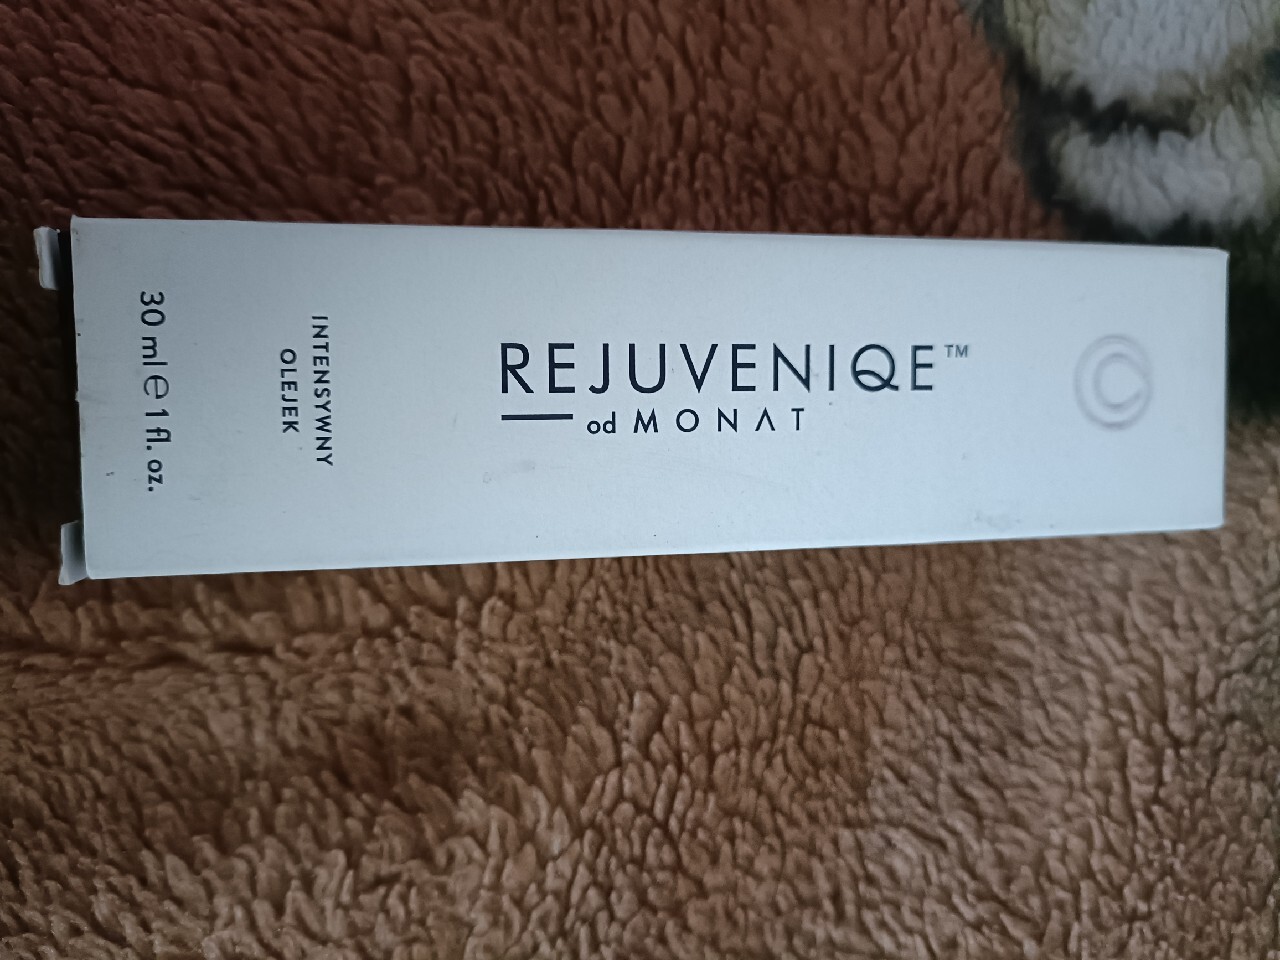 REJUVENIQE™
od MONAT
INTENSYWNY
OLEJEK
30 ml ℮ 1 fl. oz.